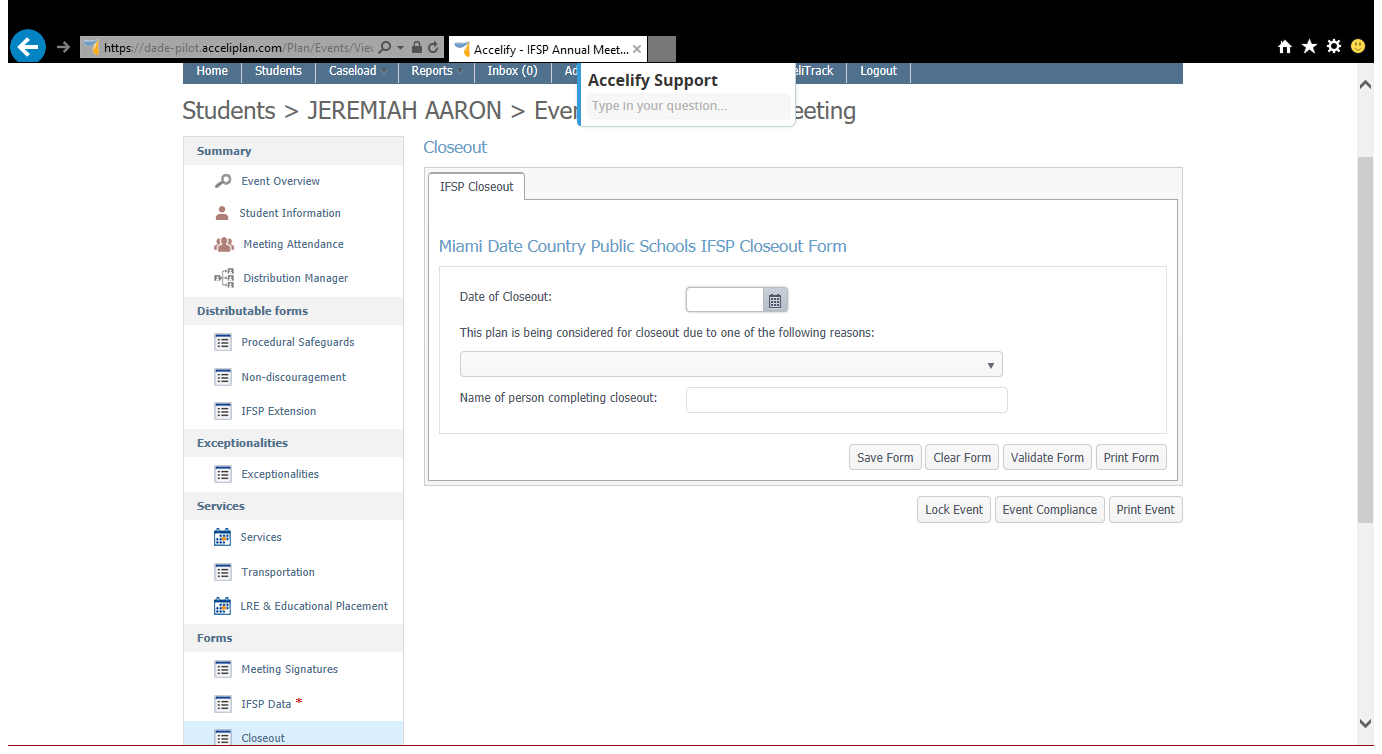 https://dade-pilot.acceliplan.com/Plan/Events/Viev
Accelify - IFSP Annual Meet...
Home Students Caseload Reports Inbox (0) Ad eliTrack Logout
Accelify Support
Type in your question...
Students > JEREMIAH AARON > Ever eeting
Summary
Event Overview
Student Information
Meeting Attendance
Distribution Manager
Distributable forms
Procedural Safeguards
Non-discouragement
IFSP Extension
Exceptionalities
Exceptionalities
Services
Services
Transportation
LRE & Educational Placement
Forms
Meeting Signatures
IFSP Data *
Closeout
Closeout
IFSP Closeout
Miami Date Country Public Schools IFSP Closeout Form
Date of Closeout:
This plan is being considered for closeout due to one of the following reasons:
Name of person completing closeout:
Save Form Clear Form Validate Form Print Form
Lock Event Event Compliance Print Event